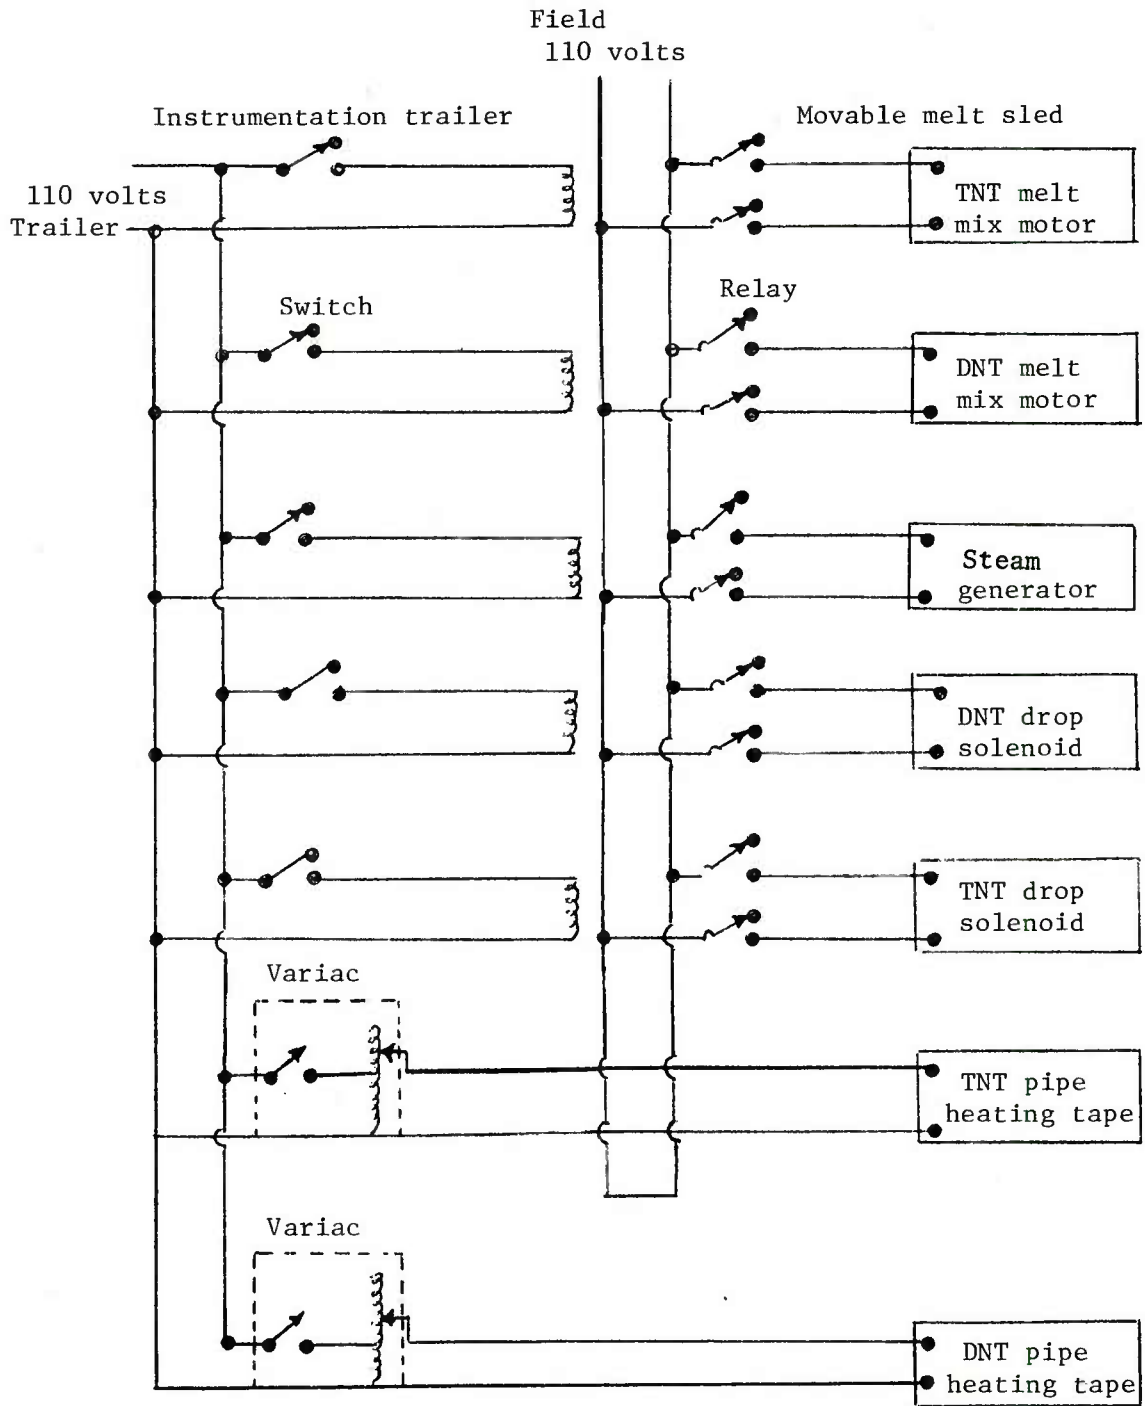 Field
110 volts
Instrumentation trailer
Movable melt sled
110 volts
Trailer
TNT melt
mix motor
Switch
Relay
DNT melt
mix motor
Steam
generator
DNT drop
solenoid
TNT drop
solenoid
Variac
TNT pipe
heating tape
Variac
DNT pipe
heating tape